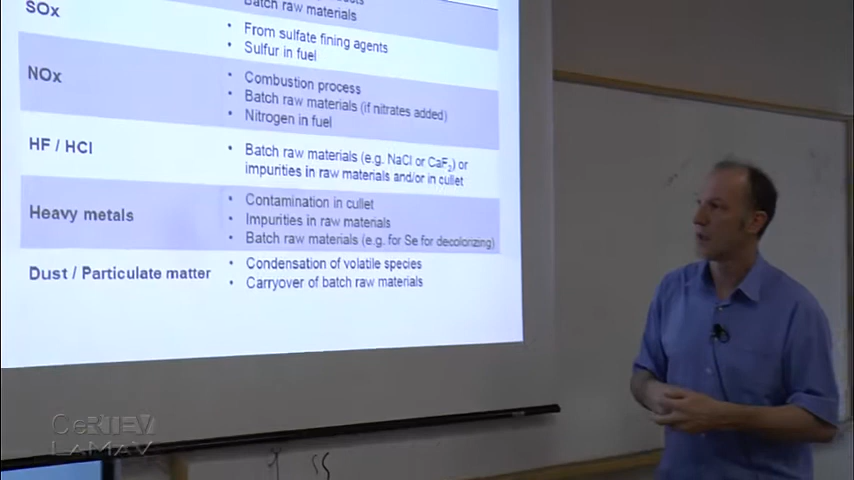 Batch raw materials
SOx
• From sulfate fining agents
• Sulfur in fuel
NOx
• Combustion process
• Batch raw materials (if nitrates added)
• Nitrogen in fuel
HF / HCl
• Batch raw materials (e.g. NaCl or CaF2) or
impurities in raw materials and/or in cullet
Heavy metals
• Contamination in cullet
• Impurities in raw materials
• Batch raw materials (e.g. for Se for decolorizing)
Dust / Particulate matter
• Condensation of volatile species
• Carryover of batch raw materials
CeRTEV
LAMAV